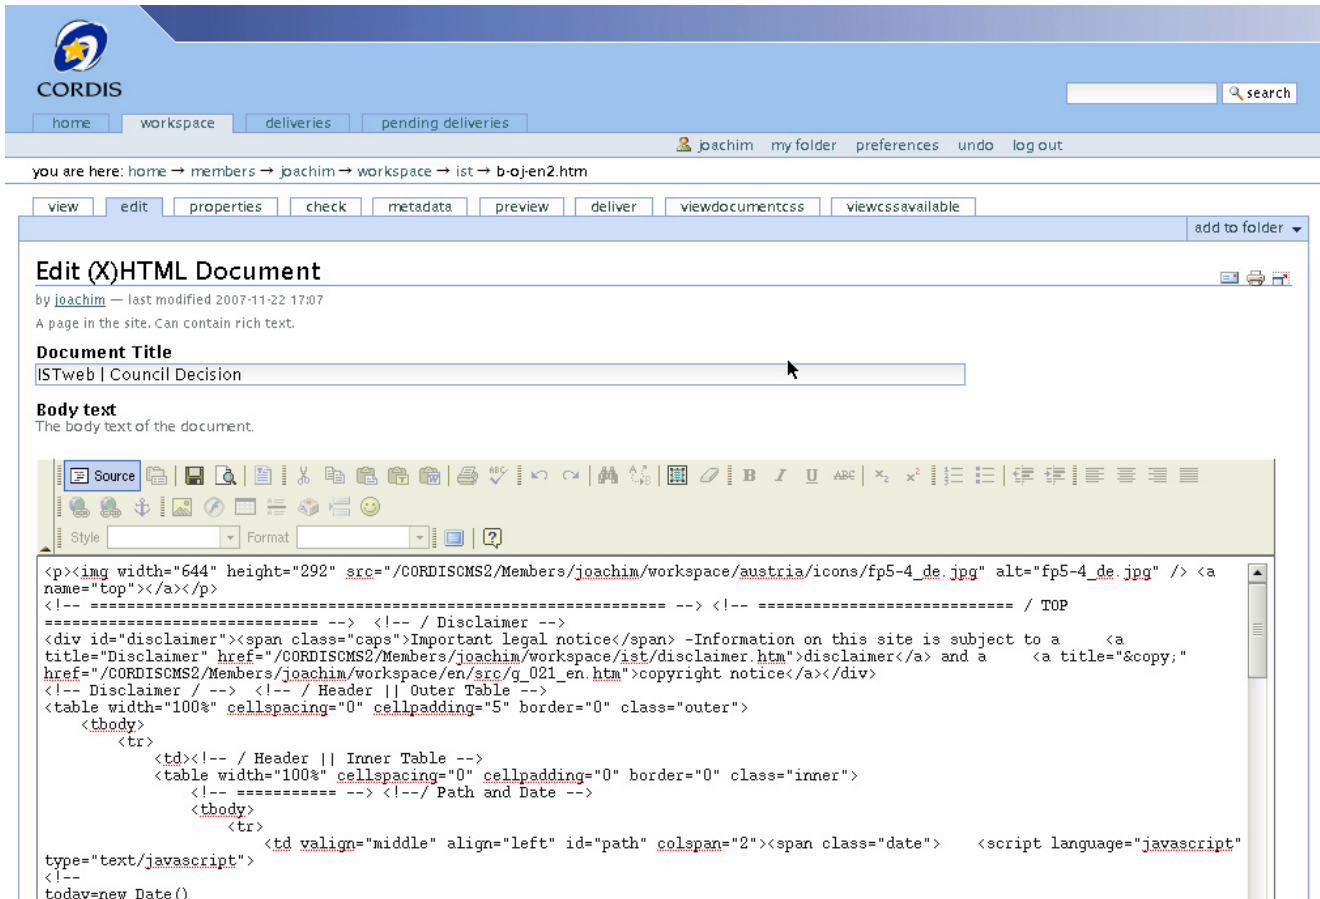 CORDIS
search
home workspace deliveries pending deliveries
joachim my folder preferences undo log out
you are here: home → members → joachim → workspace → ist → b-oj-en2.htm
view edit properties check metadata preview deliver viewdocumentcss viewcssavailable
add to folder
Edit (X)HTML Document
by joachim — last modified 2007-11-22 17:07
A page in the site. Can contain rich text.
Document Title
ISTweb | Council Decision
Body text
The body text of the document.
Source B I U ABC x₂ x²
Style Format
<p><img width="644" height="292" src="/CORDISCMS2/Members/joachim/workspace/austria/icons/fp5-4_de.jpg" alt="fp5-4_de.jpg" /> <a
name="top"></a></p>
<!-- =============================================================== --> <!-- ============================ / TOP
============================== --> <!-- / Disclaimer -->
<div id="disclaimer"><span class="caps">Important legal notice</span> -Information on this site is subject to a <a
title="Disclaimer" href="/CORDISCMS2/Members/joachim/workspace/ist/disclaimer.htm">disclaimer</a> and a <a title="&copy;"
href="/CORDISCMS2/Members/joachim/workspace/en/src/g_021_en.htm">copyright notice</a></div>
<!-- Disclaimer / --> <!-- / Header || Outer Table -->
<table width="100%" cellspacing="0" cellpadding="5" border="0" class="outer">
<tbody>
<tr>
<td><!-- / Header || Inner Table -->
<table width="100%" cellspacing="0" cellpadding="0" border="0" class="inner">
<!-- =========== --> <!--/ Path and Date -->
<tbody>
<tr>
<td valign="middle" align="left" id="path" colspan="2"><span class="date"> <script language="javascript"
type="text/javascript">
<!--
today=new Date()